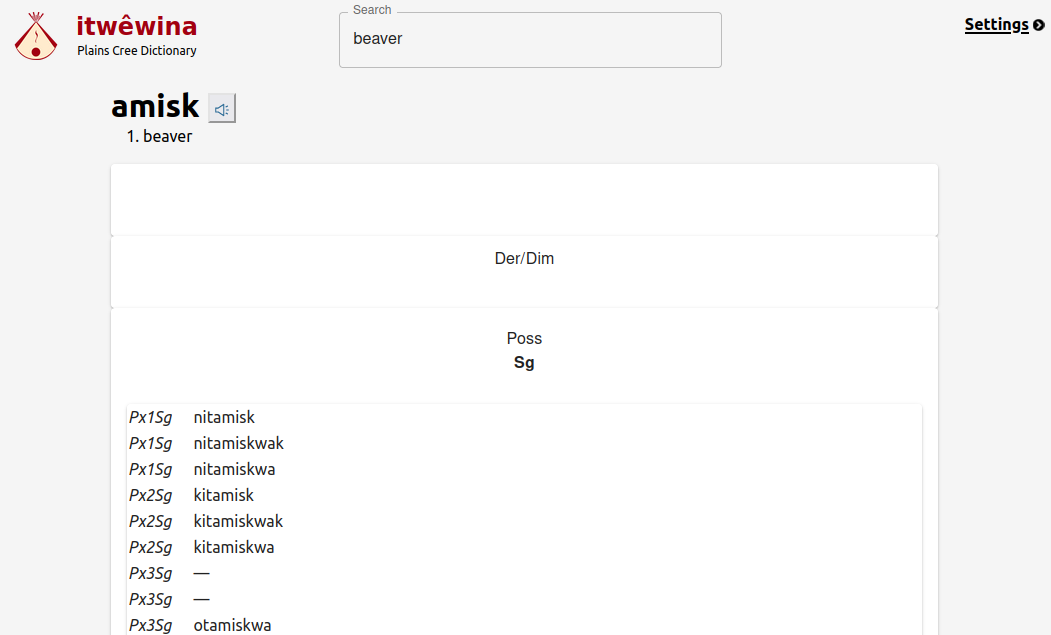 itwêwina
Plains Cree Dictionary
Search
beaver
Settings
amisk
1. beaver
Der/Dim
Poss
Sg
Px1Sg nitamisk
Px1Sg nitamiskwak
Px1Sg nitamiskwa
Px2Sg kitamisk
Px2Sg kitamiskwak
Px2Sg kitamiskwa
Px3Sg —
Px3Sg —
Px3Sg otamiskwa